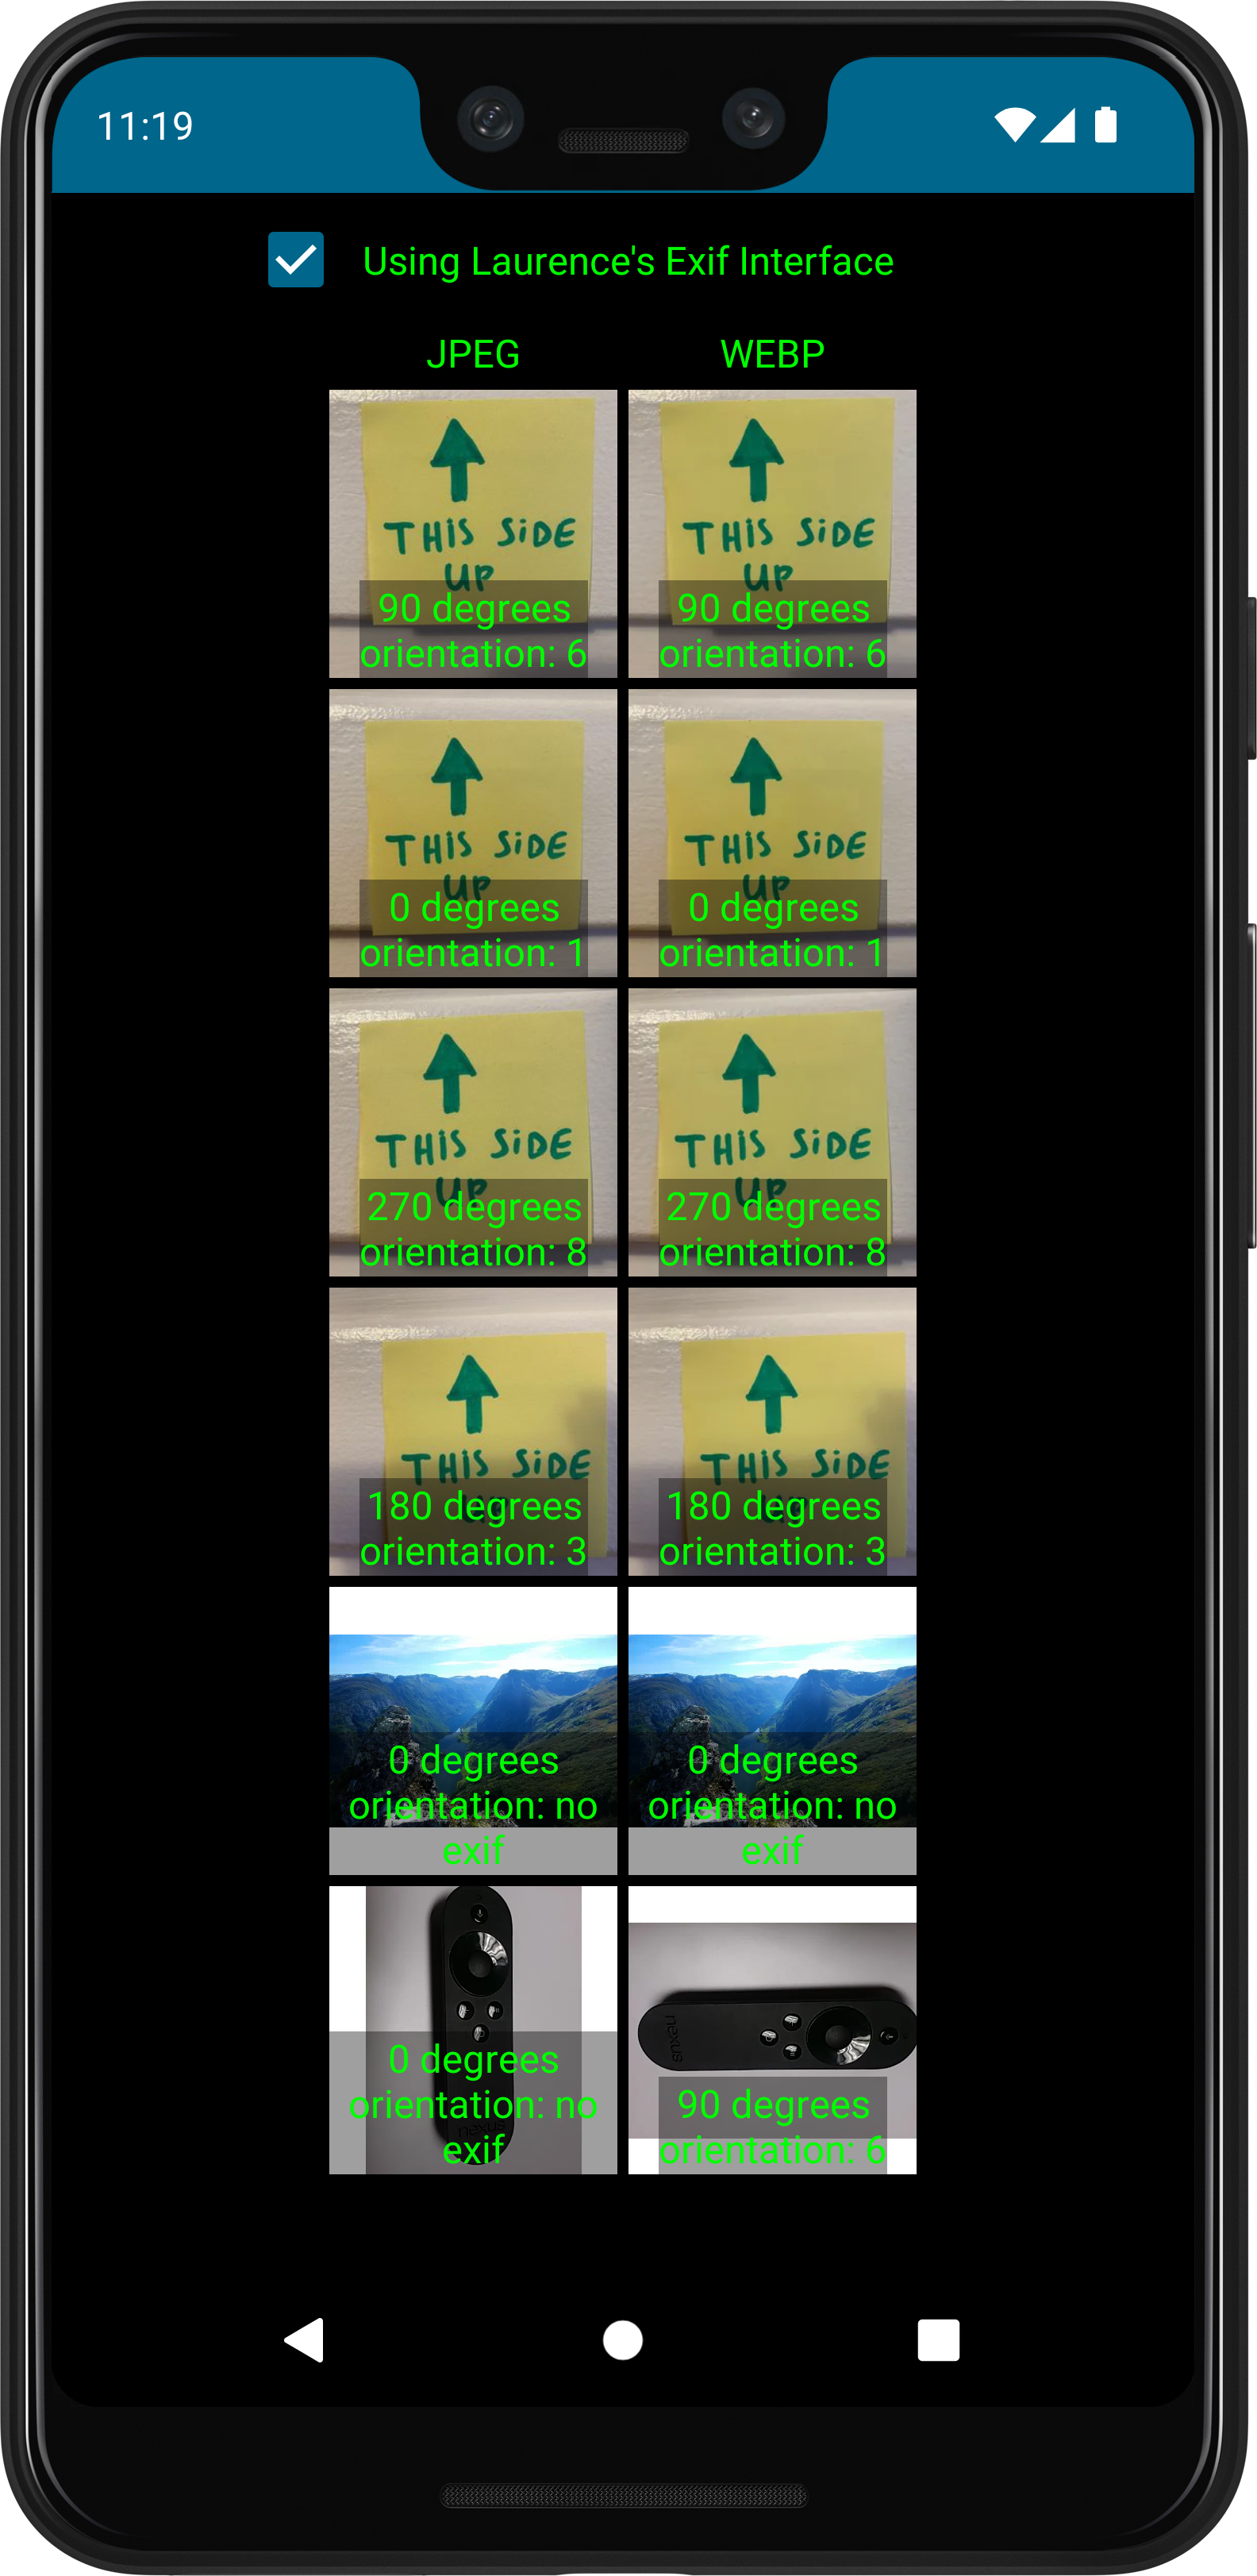 11:19
Using Laurence's Exif Interface
JPEG WEBP
THIS SiDE THIS SiDE
UP UP
90 degrees 90 degrees
orientation: 6 orientation: 6
THIS SiDE THIS SiDE
UP UP
0 degrees 0 degrees
orientation: 1 orientation: 1
THIS SiDE THIS SiDE
UP UP
270 degrees 270 degrees
orientation: 8 orientation: 8
THIS SiDE THIS SiDE
UP UP
180 degrees 180 degrees
orientation: 3 orientation: 3
0 degrees 0 degrees
orientation: no orientation: no
exif exif
nexus
0 degrees
orientation: no
nexus
exif
90 degrees
orientation: 6